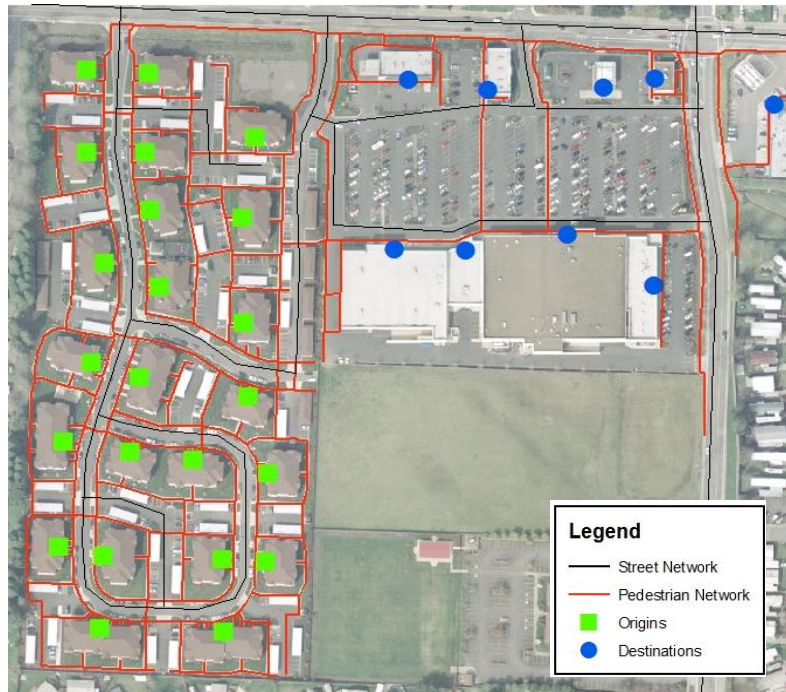 Legend
Street Network
Pedestrian Network
Origins
Destinations